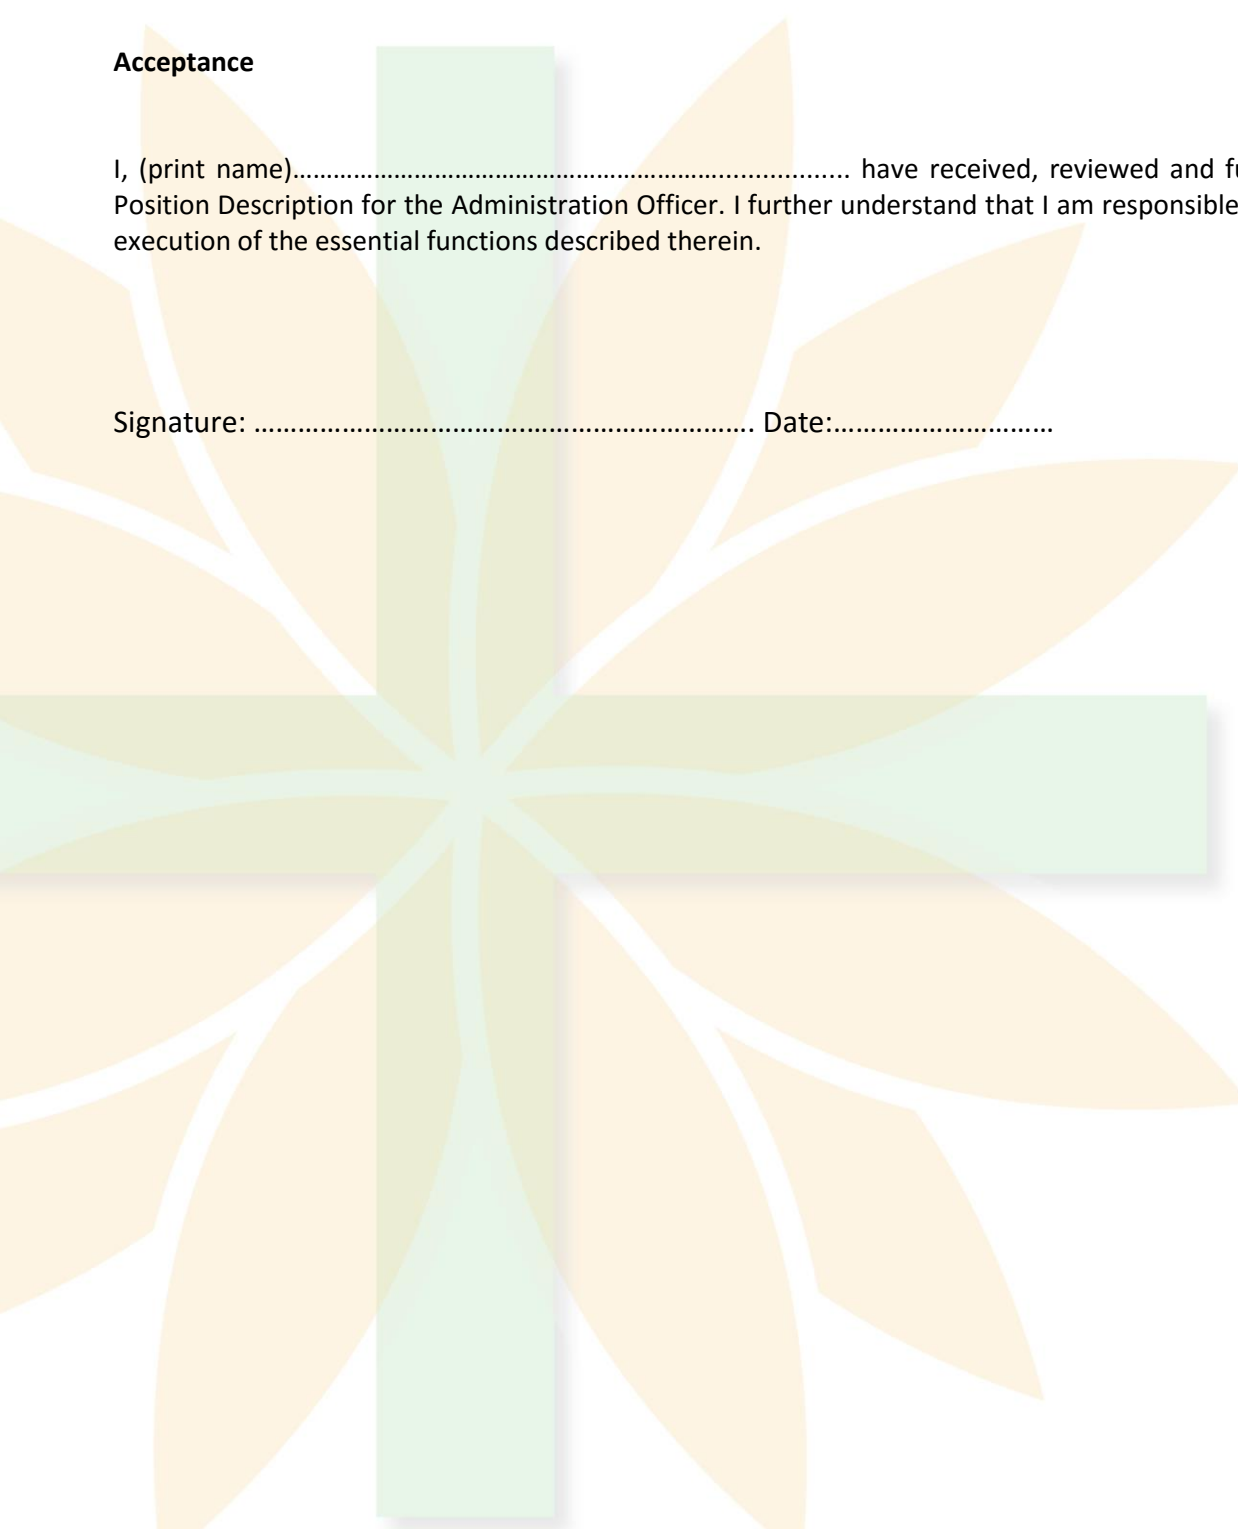 Acceptance
I, (print name)…………………………………………………………................. have received, reviewed and
Position Description for the Administration Officer. I further understand that I am responsible
execution of the essential functions described therein.
Signature: ……………………………….…………………………. Date:…………………………